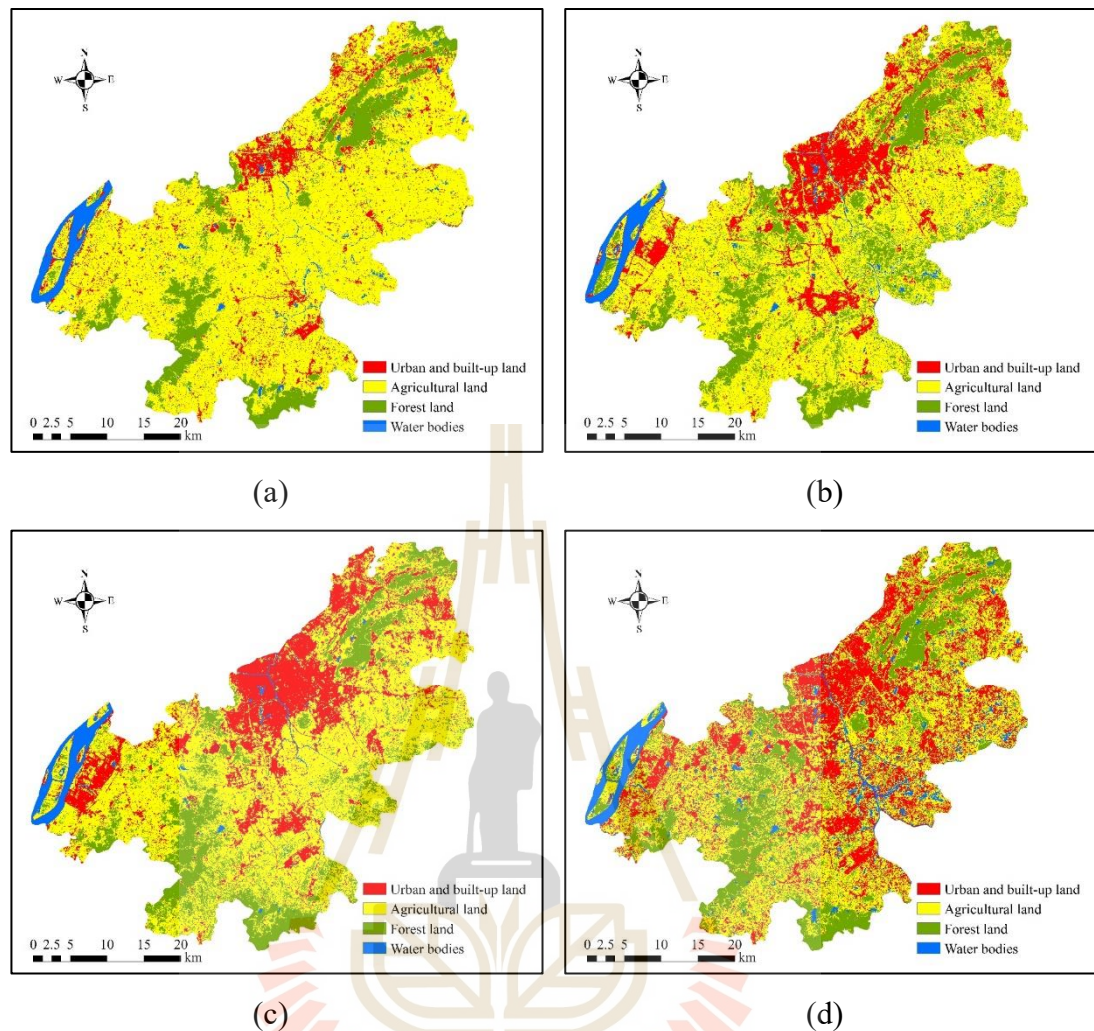 N
W E
S
Urban and built-up land
Agricultural land
Forest land
Water bodies
0 2.5 5 10 15 20
km
(a)
N
W E
S
Urban and built-up land
Agricultural land
Forest land
Water bodies
0 2.5 5 10 15 20
km
(b)
N
W E
S
Urban and built-up land
Agricultural land
Forest land
Water bodies
0 2.5 5 10 15 20
km
(c)
N
W E
S
Urban and built-up land
Agricultural land
Forest land
Water bodies
0 2.5 5 10 15 20
km
(d)